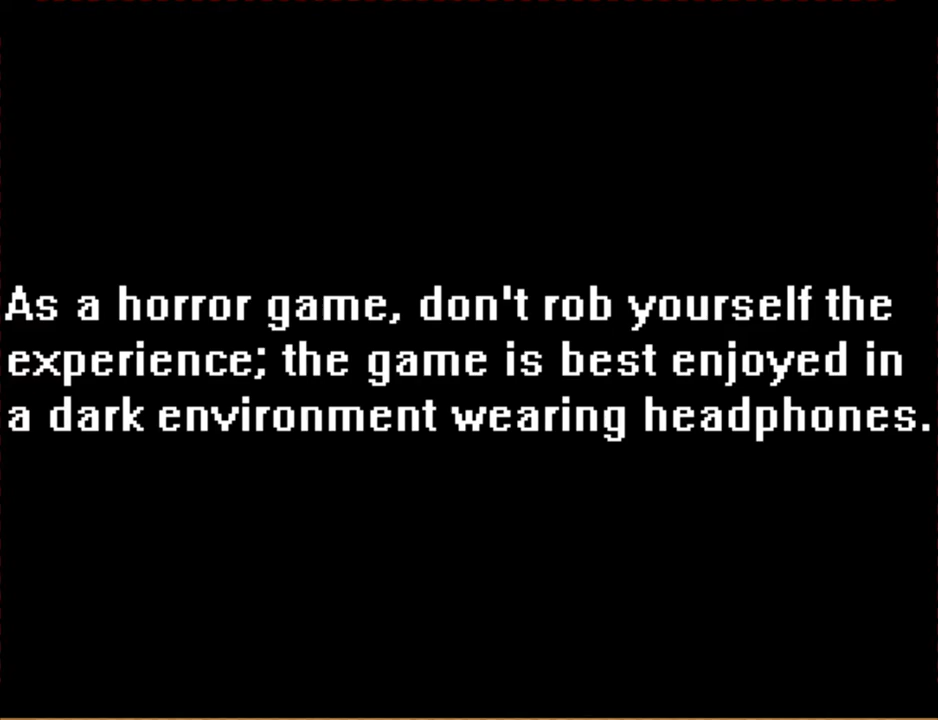 As a horror game, don't rob yourself the
experience; the game is best enjoyed in
a dark environment wearing headphones.